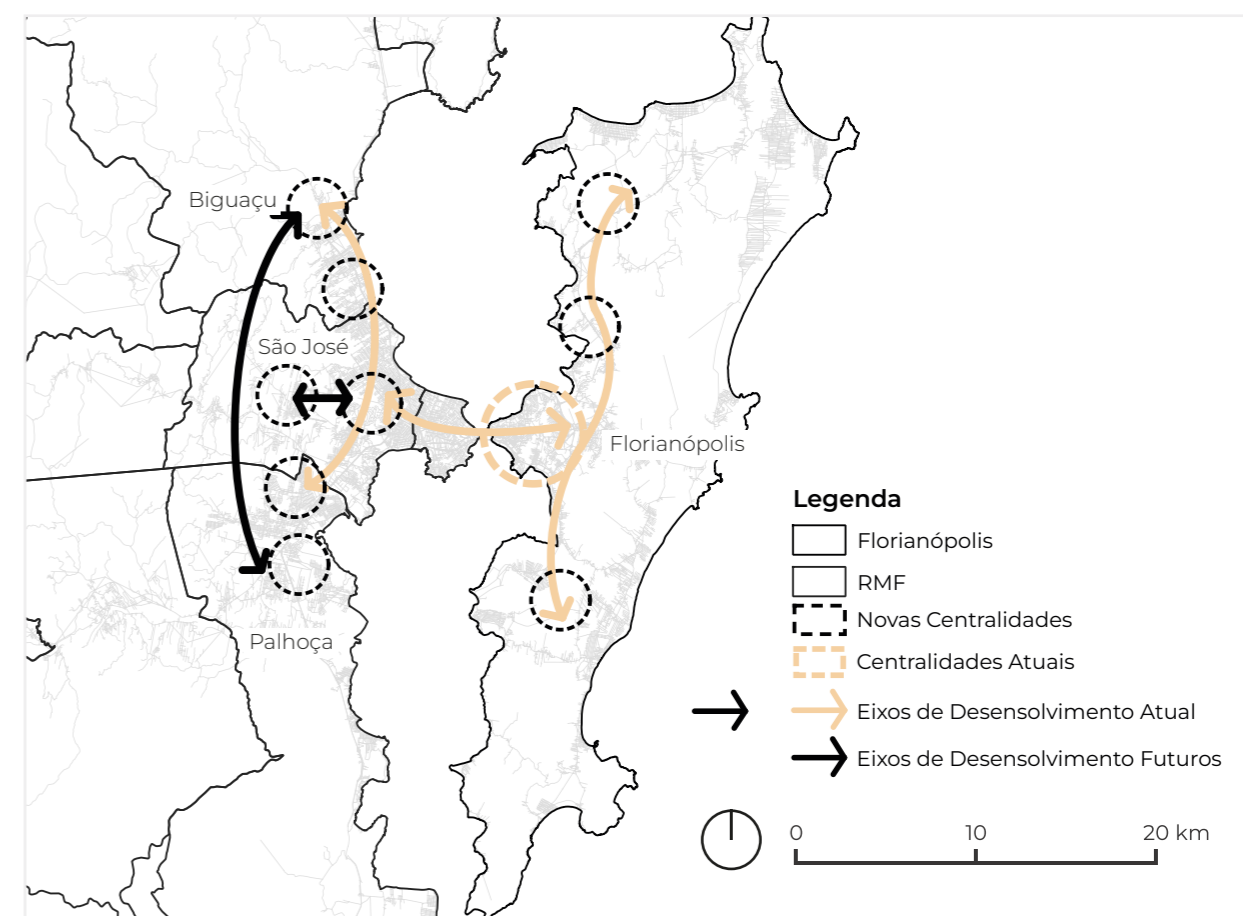 Biguaçu
São José
Florianópolis
Palhoça
Legenda
Florianópolis
RMF
Novas Centralidades
Centralidades Atuais
Eixos de Desensolvimento Atual
Eixos de Desensolvimento Futuros
0 10 20 km